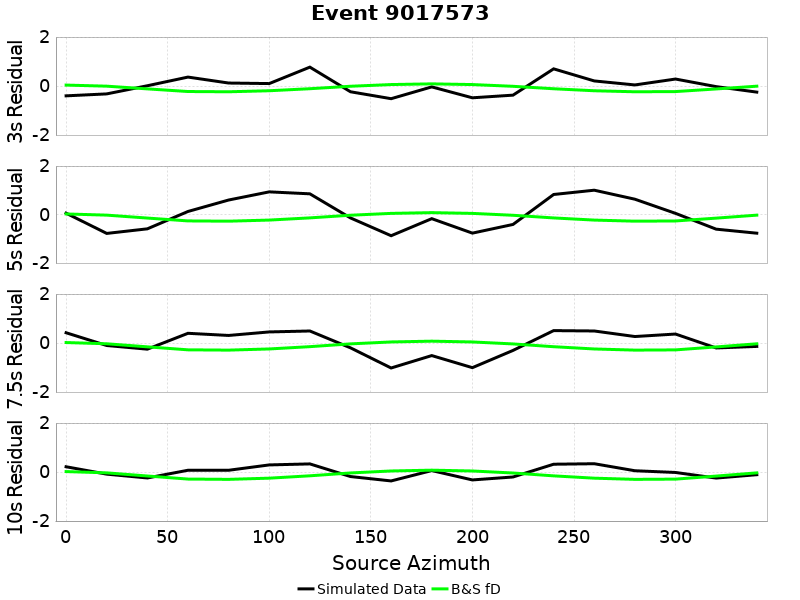 Event 9017573
3s Residual
2
0
-2
5s Residual
2
0
-2
7.5s Residual
2
0
-2
10s Residual
2
0
-2
0 50 100 150 200 250 300
Source Azimuth
Simulated Data B&S fD